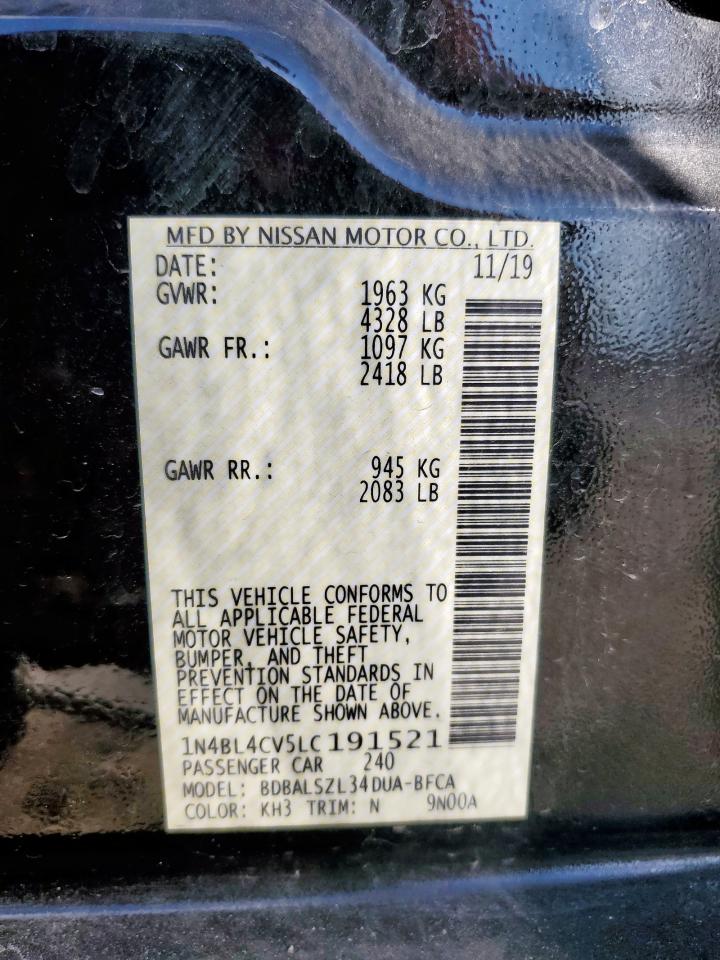 MFD BY NISSAN MOTOR CO., LTD.
DATE: 11/19
GVWR: 1963 KG
4328 LB
GAWR FR.: 1097 KG
2418 LB
GAWR RR.: 945 KG
2083 LB
THIS VEHICLE CONFORMS TO
ALL APPLICABLE FEDERAL
MOTOR VEHICLE SAFETY,
BUMPER, AND THEFT
PREVENTION STANDARDS IN
EFFECT ON THE DATE OF
MANUFACTURE SHOWN ABOVE.
1N4BL4CV5LC191521
PASSENGER CAR 240
MODEL: BDBALSZL34DUA-BFCA
COLOR: KH3 TRIM: N 9N00A